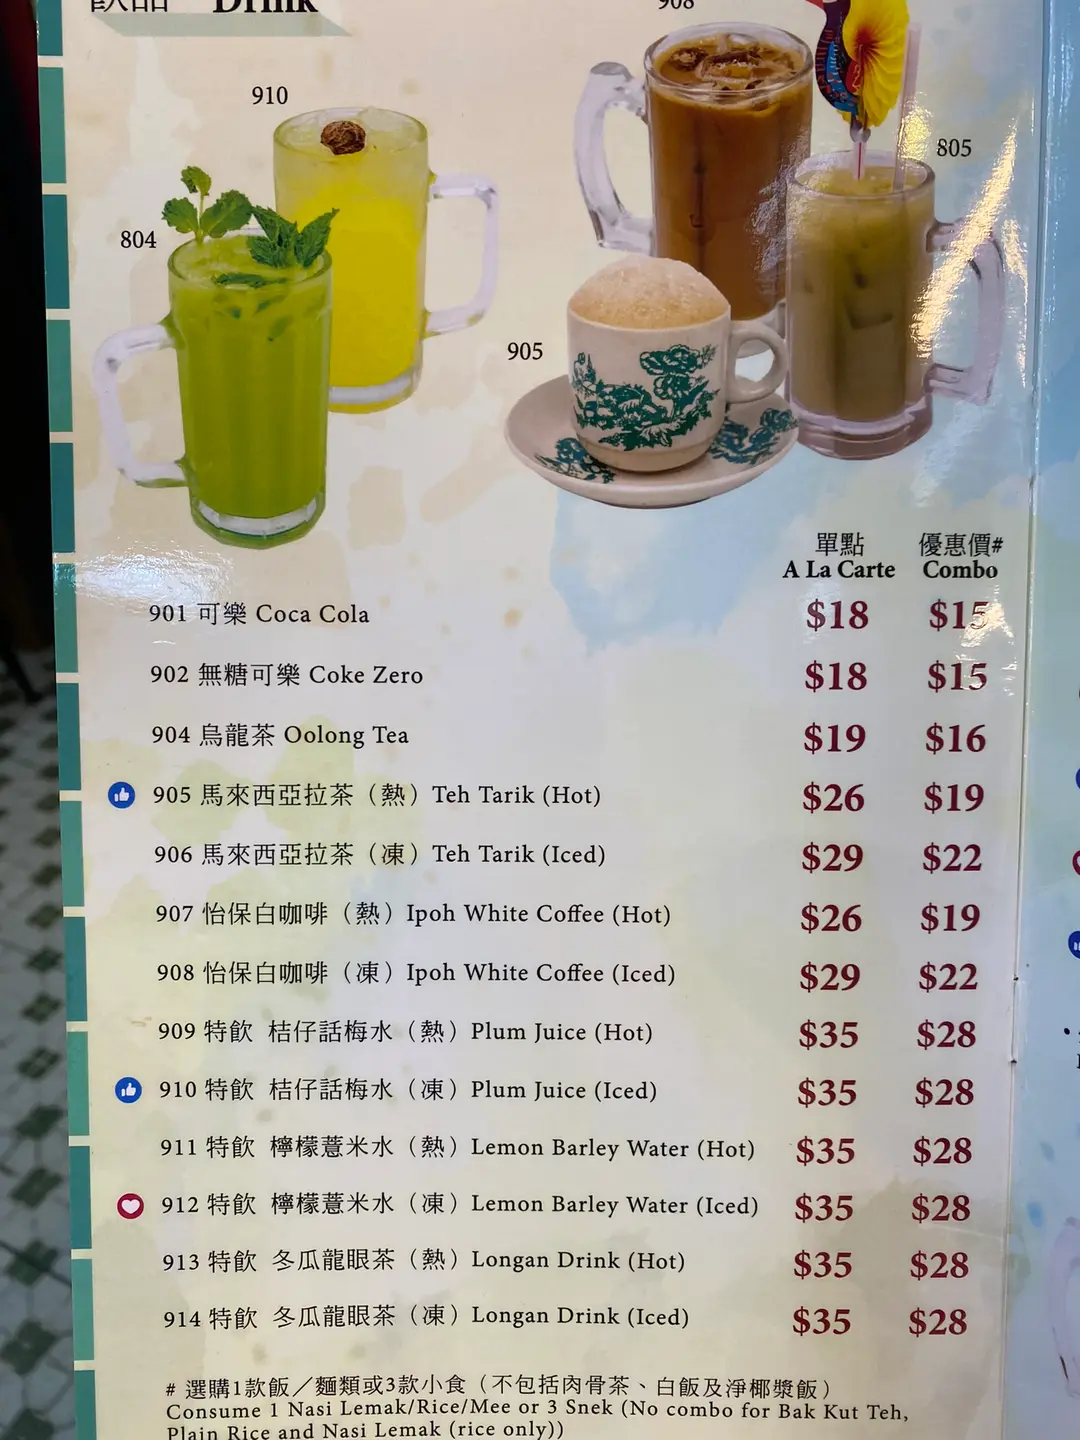 飲品 Drink
908
910
805
804
905
單點 優惠價#
A La Carte Combo
901 可樂 Coca Cola $18 $15
902 無糖可樂 Coke Zero $18 $15
904 烏龍茶 Oolong Tea $19 $16
905 馬來西亞拉茶（熱）Teh Tarik (Hot) $26 $19
906 馬來西亞拉茶（凍）Teh Tarik (Iced) $29 $22
907 怡保白咖啡（熱）Ipoh White Coffee (Hot) $26 $19
908 怡保白咖啡（凍）Ipoh White Coffee (Iced) $29 $22
909 特飲 桔仔話梅水（熱）Plum Juice (Hot) $35 $28
910 特飲 桔仔話梅水（凍）Plum Juice (Iced) $35 $28
911 特飲 檸檬薏米水（熱）Lemon Barley Water (Hot) $35 $28
912 特飲 檸檬薏米水（凍）Lemon Barley Water (Iced) $35 $28
913 特飲 冬瓜龍眼茶（熱）Longan Drink (Hot) $35 $28
914 特飲 冬瓜龍眼茶（凍）Longan Drink (Iced) $35 $28
# 選購1款飯／麵類或3款小食（不包括肉骨茶、白飯及淨椰漿飯）
Consume 1 Nasi Lemak/Rice/Mee or 3 Snek (No combo for Bak Kut Teh,
Plain Rice and Nasi Lemak (rice only))